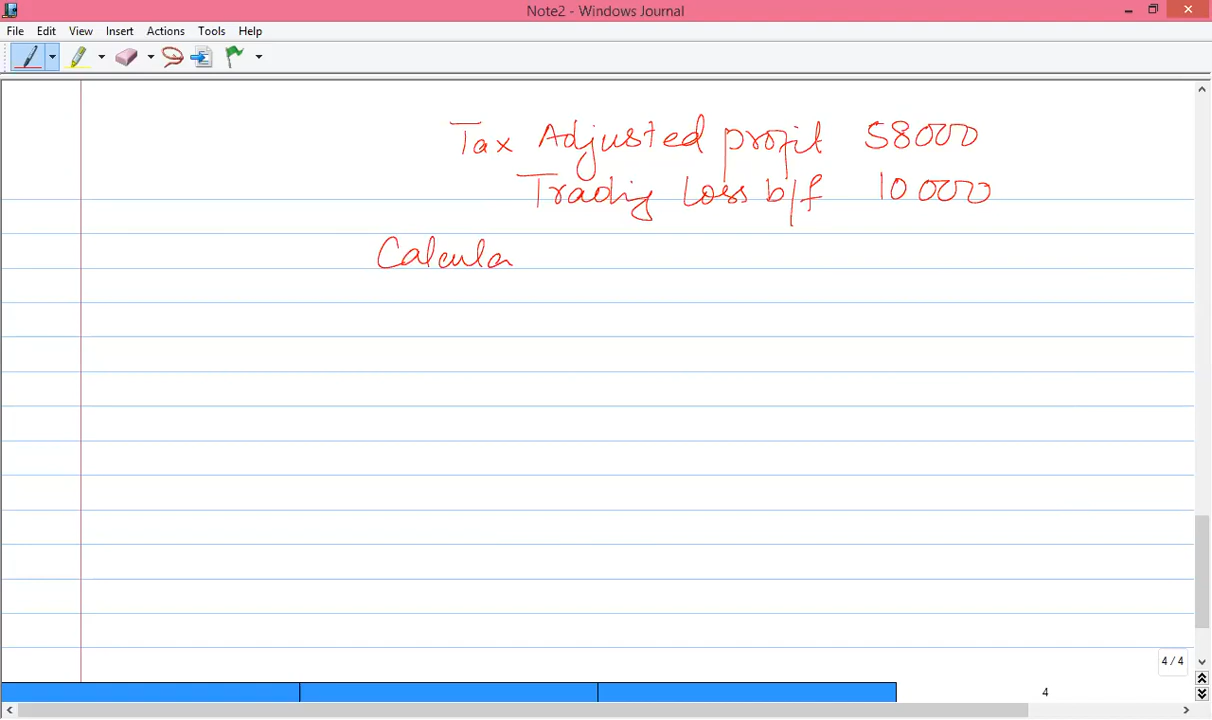 Note2 - Windows Journal
File Edit View Insert Actions Tools Help
Tax Adjusted profit 58000
Trading Loss b/f 10000
Calcula
4 / 4
4